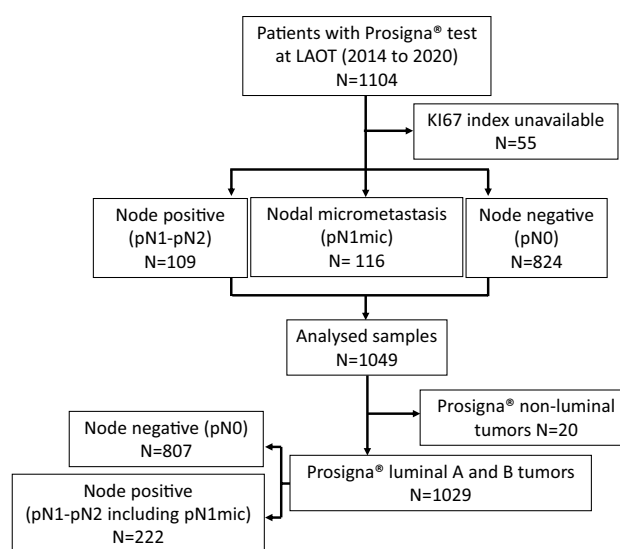 Patients with Prosigna® test
at LAOT (2014 to 2020)
N=1104
KI67 index unavailable
N=55
Node positive
(pN1-pN2)
N=109
Nodal micrometastasis
(pN1mic)
N= 116
Node negative
(pN0)
N=824
Analysed samples
N=1049
Prosigna® non-luminal
tumors N=20
Node negative (pN0)
N=807
Prosigna® luminal A and B tumors
N=1029
Node positive
(pN1-pN2 including pN1mic)
N=222